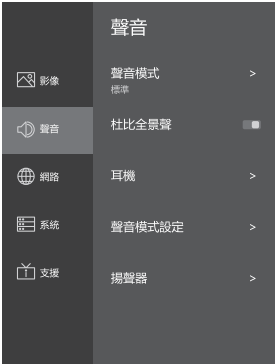 影像
聲音
網路
系統
支援
聲音
聲音模式 >
標準
杜比全景聲
耳機 >
聲音模式設定 >
揚聲器 >